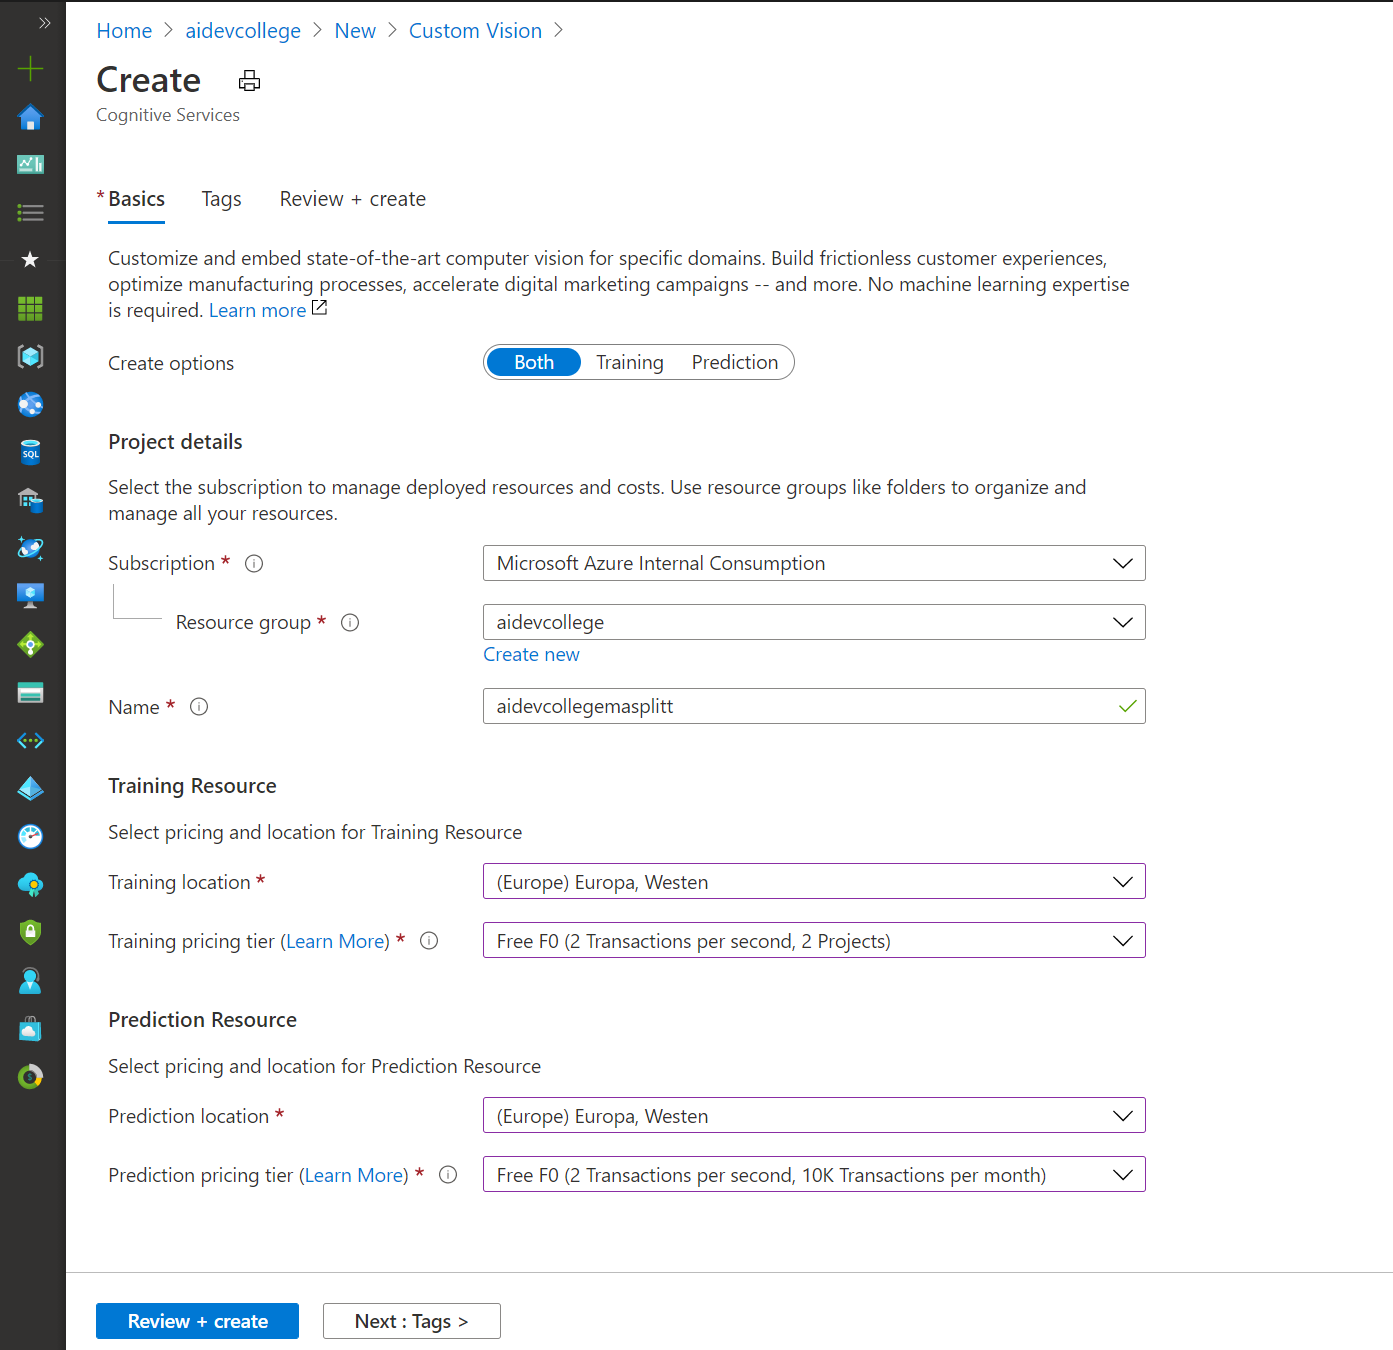 Home > aidevcollege > New > Custom Vision >
Create
Cognitive Services
* Basics Tags Review + create
Customize and embed state-of-the-art computer vision for specific domains. Build frictionless customer experiences,
optimize manufacturing processes, accelerate digital marketing campaigns -- and more. No machine learning expertise
is required. Learn more
Create options Both Training Prediction
Project details
Select the subscription to manage deployed resources and costs. Use resource groups like folders to organize and
manage all your resources.
Subscription * Microsoft Azure Internal Consumption
Resource group * aidevcollege
Create new
Name * aidevcollegemasplitt
Training Resource
Select pricing and location for Training Resource
Training location * (Europe) Europa, Westen
Training pricing tier (Learn More) * Free F0 (2 Transactions per second, 2 Projects)
Prediction Resource
Select pricing and location for Prediction Resource
Prediction location * (Europe) Europa, Westen
Prediction pricing tier (Learn More) * Free F0 (2 Transactions per second, 10K Transactions per month)
Review + create Next : Tags >
SQL